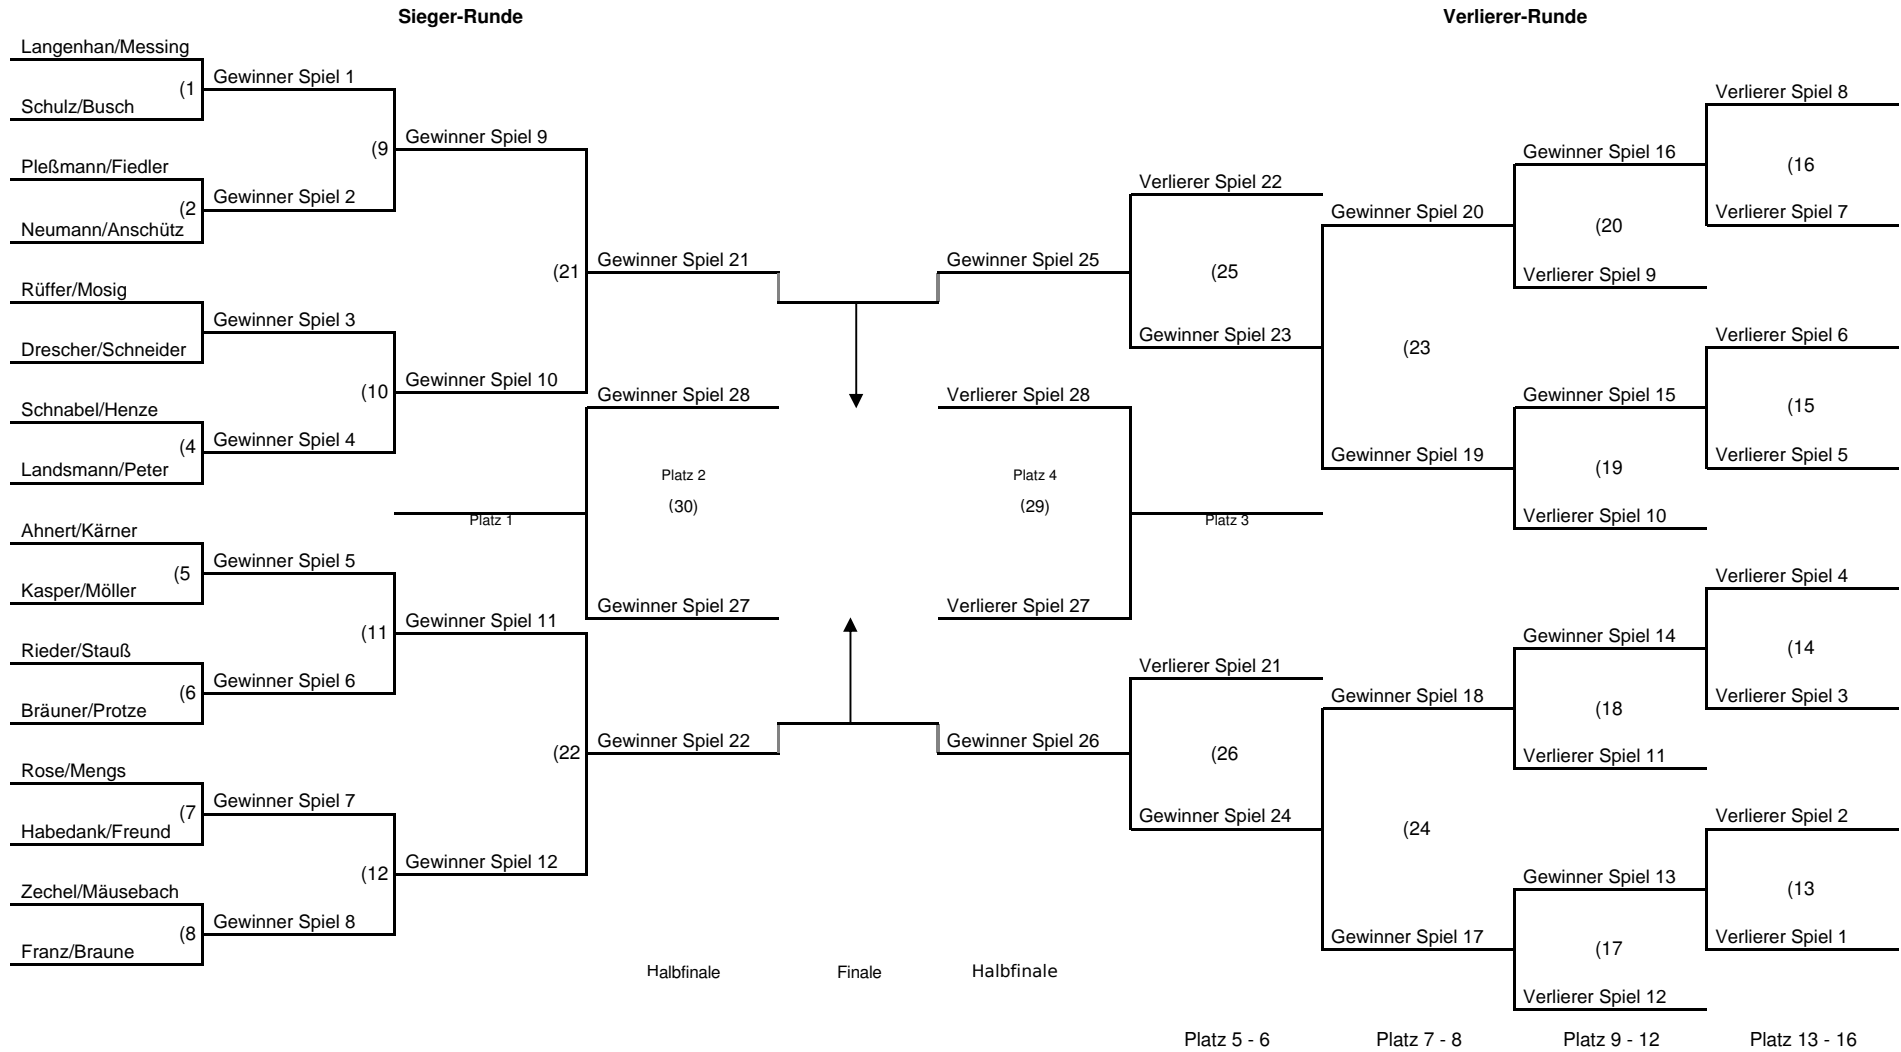 Sieger-Runde
Verlierer-Runde
Langenhan/Messing
(1
Schulz/Busch
Pleßmann/Fiedler
(2
Neumann/Anschütz
Rüffer/Mosig
Drescher/Schneider
Schnabel/Henze
(4
Landsmann/Peter
Ahnert/Kärner
(5
Kasper/Möller
Rieder/Stauß
(6
Bräuner/Protze
Rose/Mengs
(7
Habedank/Freund
Zechel/Mäusebach
(8
Franz/Braune
Gewinner Spiel 1
(9
Gewinner Spiel 2
Gewinner Spiel 3
(10
Gewinner Spiel 4
Gewinner Spiel 5
(11
Gewinner Spiel 6
Gewinner Spiel 7
(12
Gewinner Spiel 8
Gewinner Spiel 9
(21
Gewinner Spiel 10
Platz 1
Gewinner Spiel 11
(22
Gewinner Spiel 12
Gewinner Spiel 21
Gewinner Spiel 28
Platz 2
(30)
Gewinner Spiel 27
Gewinner Spiel 22
Halbfinale
Finale
Halbfinale
Gewinner Spiel 25
Verlierer Spiel 28
Platz 4
(29)
Verlierer Spiel 27
Gewinner Spiel 26
Verlierer Spiel 22
(25
Gewinner Spiel 23
Platz 3
Verlierer Spiel 21
(26
Gewinner Spiel 24
Platz 5 - 6
Gewinner Spiel 20
(23
Gewinner Spiel 19
Gewinner Spiel 18
(24
Gewinner Spiel 17
Platz 7 - 8
Gewinner Spiel 16
(20
Verlierer Spiel 9
Gewinner Spiel 15
(19
Verlierer Spiel 10
Gewinner Spiel 14
(18
Verlierer Spiel 11
Gewinner Spiel 13
(17
Verlierer Spiel 12
Platz 9 - 12
Verlierer Spiel 8
(16
Verlierer Spiel 7
Verlierer Spiel 6
(15
Verlierer Spiel 5
Verlierer Spiel 4
(14
Verlierer Spiel 3
Verlierer Spiel 2
(13
Verlierer Spiel 1
Platz 13 - 16